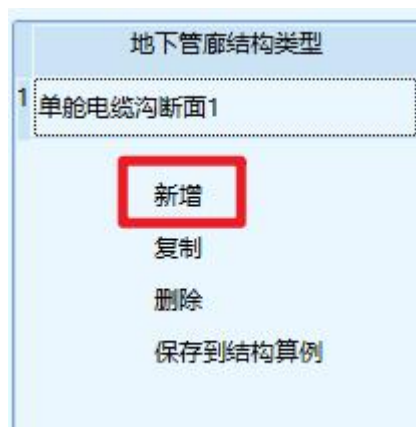 地下管廊结构类型
1 单舱电缆沟断面1
新增
复制
删除
保存到结构算例